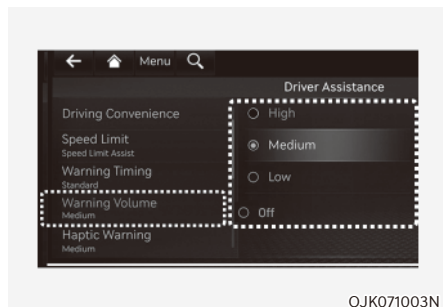 Menu
Driver Assistance
Driving Convenience
Speed Limit
Speed Limit Assist
Warning Timing
Standard
Warning Volume
Medium
Haptic Warning
Medium
High
Medium
Low
Off
OJK071003N